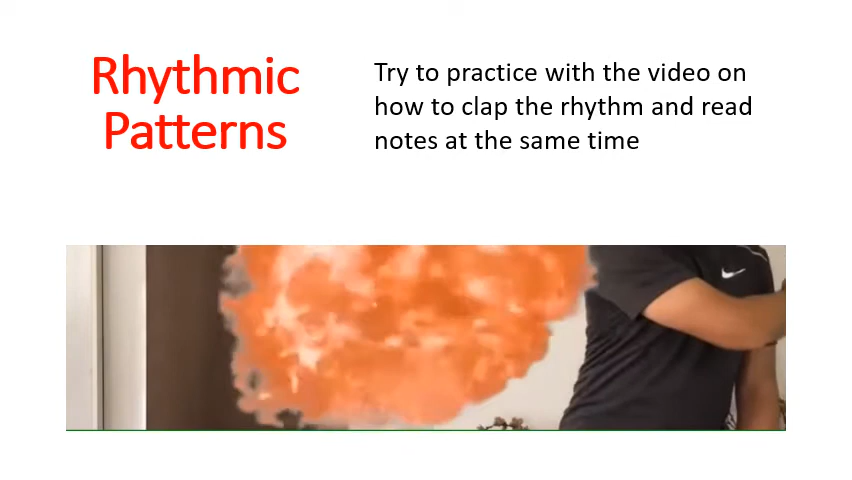 Rhythmic
Patterns
Try to practice with the video on
how to clap the rhythm and read
notes at the same time